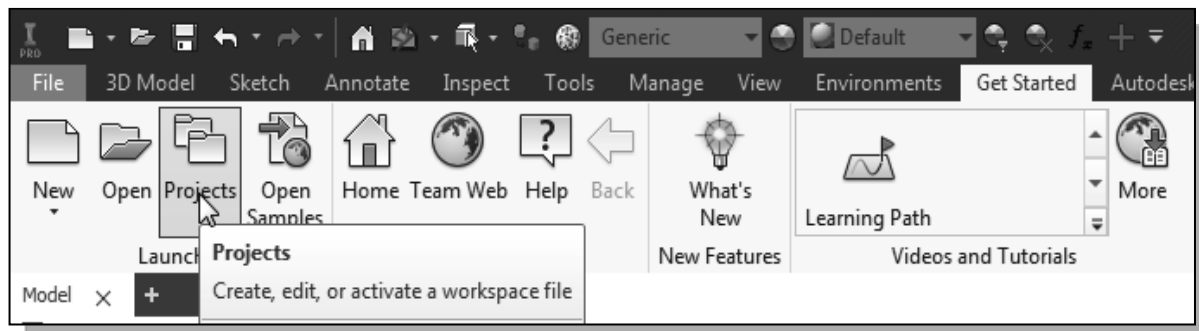 I
PRO
Generic
Default
fx
File 3D Model Sketch Annotate Inspect Tools Manage View Environments Get Started Autodesk
New Open Projects Open Samples Home Team Web Help Back What's New Learning Path More
Launch New Features Videos and Tutorials
Projects
Create, edit, or activate a workspace file
Model